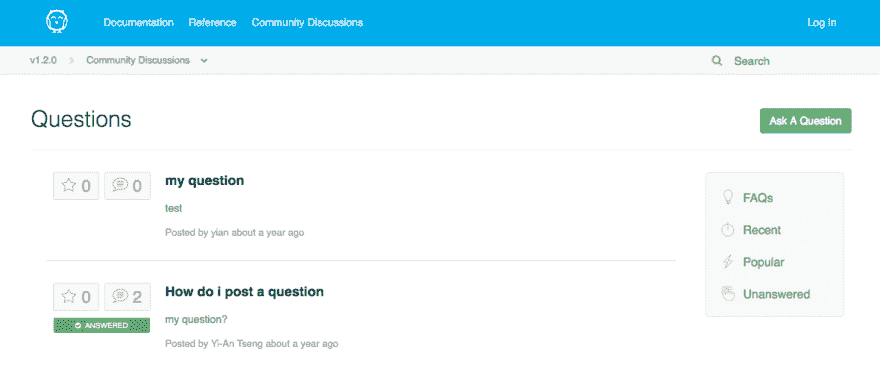 Documentation Reference Community Discussions Log In
v1.2.0 Community Discussions Search
Questions
Ask A Question
0 0 my question
test
Posted by yian about a year ago
0 2 How do i post a question
ANSWERED
my question?
Posted by Yi-An Tseng about a year ago
FAQs
Recent
Popular
Unanswered